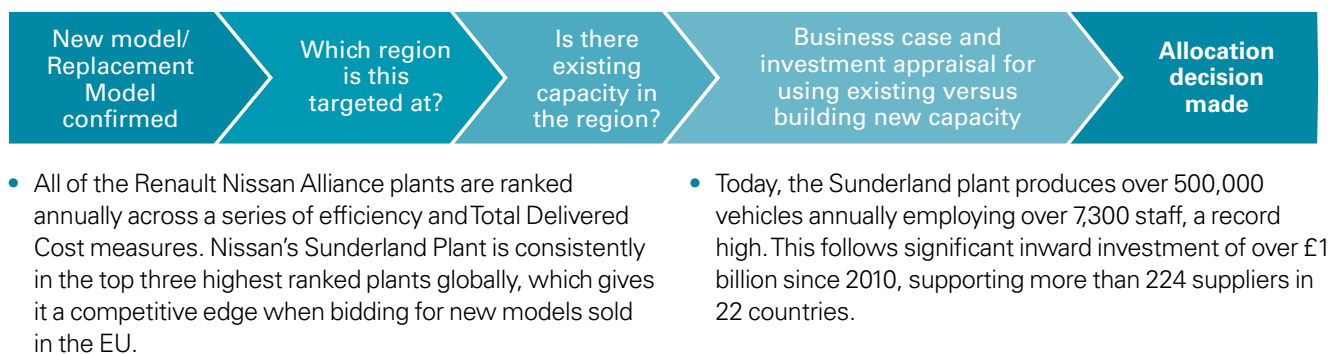 New model/
Replacement
Model
confirmed
Which region
is this
targeted at?
Is there
existing
capacity in
the region?
Business case and
investment appraisal for
using existing versus
building new capacity
Allocation
decision
made
• All of the Renault Nissan Alliance plants are ranked
annually across a series of efficiency and Total Delivered
Cost measures. Nissan's Sunderland Plant is consistently
in the top three highest ranked plants globally, which gives
it a competitive edge when bidding for new models sold
in the EU.
• Today, the Sunderland plant produces over 500,000
vehicles annually employing over 7,300 staff, a record
high. This follows significant inward investment of over £1
billion since 2010, supporting more than 224 suppliers in
22 countries.